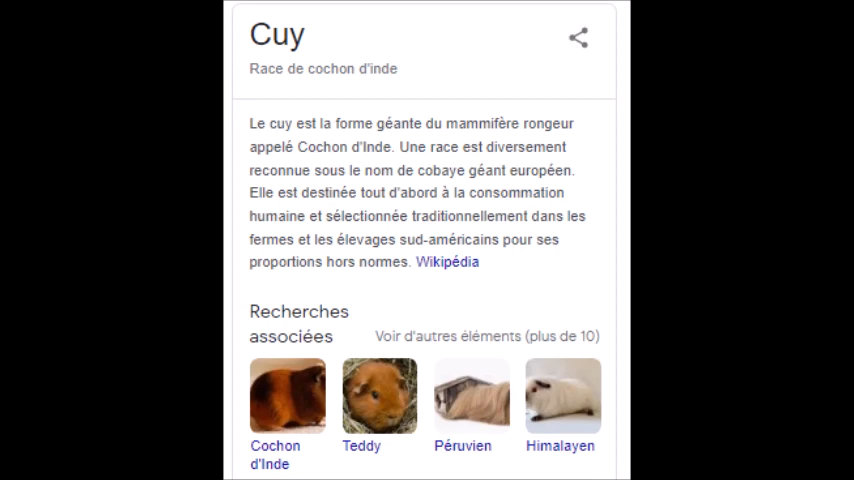 Cuy
Race de cochon d'inde
Le cuy est la forme géante du mammifère rongeur
appelé Cochon d'Inde. Une race est diversement
reconnue sous le nom de cobaye géant européen.
Elle est destinée tout d'abord à la consommation
humaine et sélectionnée traditionnellement dans les
fermes et les élevages sud-américains pour ses
proportions hors normes. Wikipédia
Recherches
associées
Voir d'autres éléments (plus de 10)
Cochon
d'Inde
Teddy
Péruvien
Himalayen